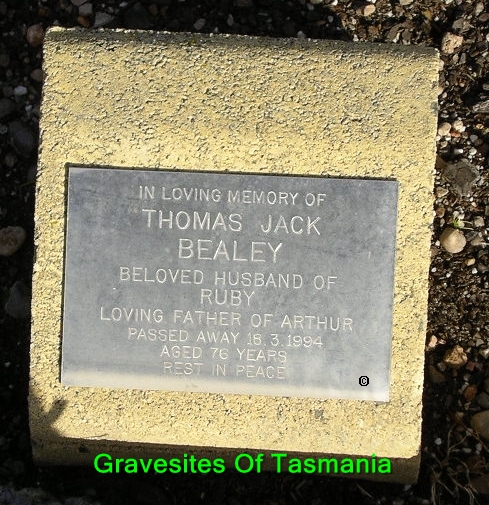 IN LOVING MEMORY OF
THOMAS JACK
BEALEY
BELOVED HUSBAND OF
RUBY
LOVING FATHER OF ARTHUR
PASSED AWAY 18.3.1994
AGED 76 YEARS
REST IN PEACE
©
Gravesites Of Tasmania